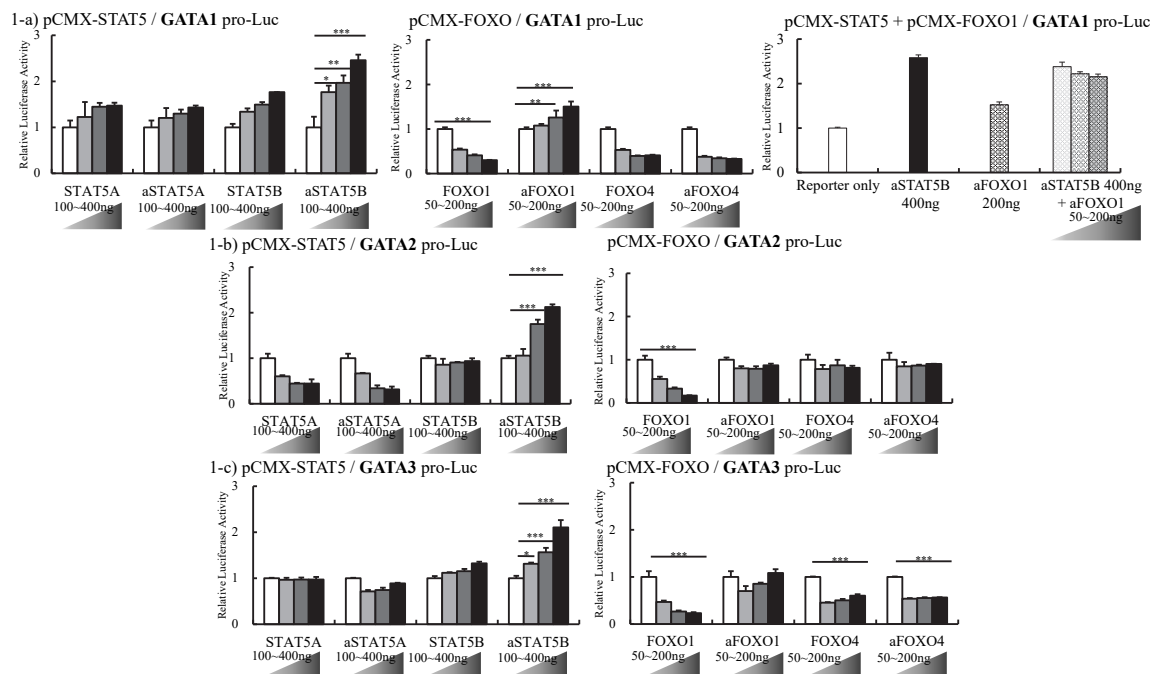 1-a) pCMX-STAT5 / GATA1 pro-Luc
Relative Luciferase Activity
3
2
1
0
***
**
*
STAT5A aSTAT5A STAT5B aSTAT5B
100~400ng 100~400ng 100~400ng 100~400ng
pCMX-FOXO / GATA1 pro-Luc
Relative Luciferase Activity
3
2
1
0
***
***
**
FOXO1 aFOXO1 FOXO4 aFOXO4
50~200ng 50~200ng 50~200ng 50~200ng
pCMX-STAT5 + pCMX-FOXO1 / GATA1 pro-Luc
Relative Luciferase Activity
3
2
1
0
Reporter only aSTAT5B aFOXO1 aSTAT5B 400ng
400ng 200ng + aFOXO1
50~200ng
1-b) pCMX-STAT5 / GATA2 pro-Luc
Relative Luciferase Activity
3
2
1
0
***
***
STAT5A aSTAT5A STAT5B aSTAT5B
100~400ng 100~400ng 100~400ng 100~400ng
pCMX-FOXO / GATA2 pro-Luc
Relative Luciferase Activity
3
2
1
0
***
FOXO1 aFOXO1 FOXO4 aFOXO4
50~200ng 50~200ng 50~200ng 50~200ng
1-c) pCMX-STAT5 / GATA3 pro-Luc
Relative Luciferase Activity
3
2
1
0
***
***
*
STAT5A aSTAT5A STAT5B aSTAT5B
100~400ng 100~400ng 100~400ng 100~400ng
pCMX-FOXO / GATA3 pro-Luc
Relative Luciferase Activity
3
2
1
0
*** *** ***
FOXO1 aFOXO1 FOXO4 aFOXO4
50~200ng 50~200ng 50~200ng 50~200ng